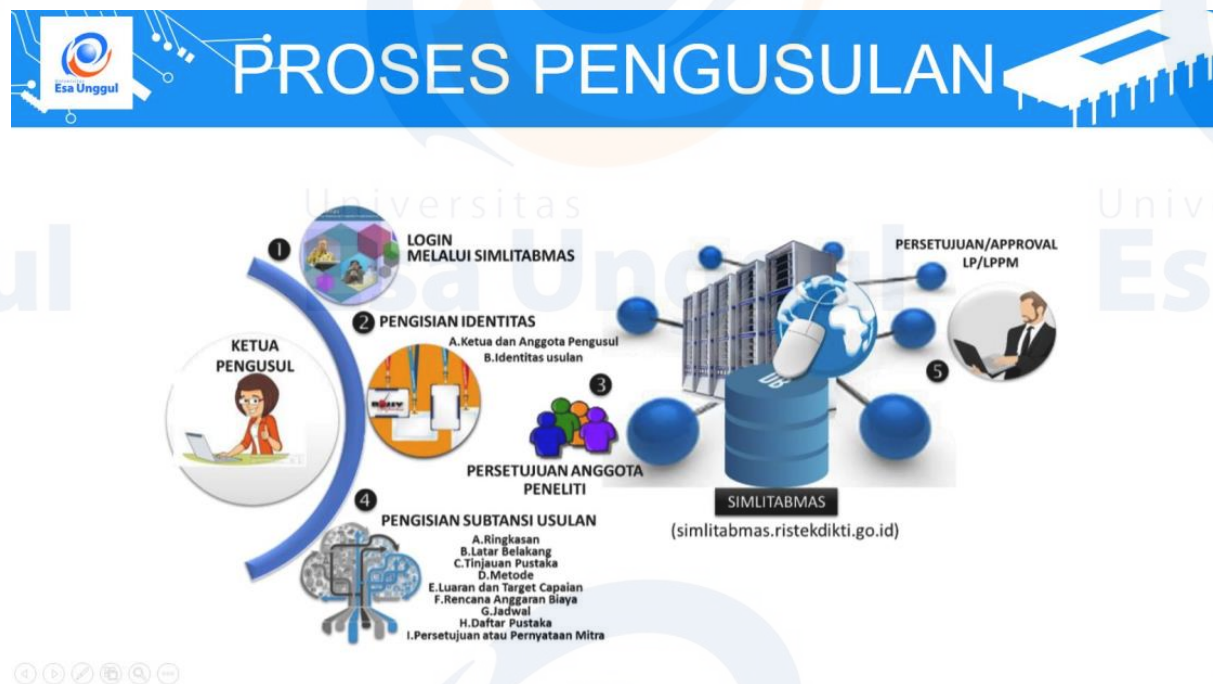 Universitas
Esa Unggul
PROSES PENGUSULAN
1
LOGIN
MELALUI SIMLITABMAS
2 PENGISIAN IDENTITAS
A.Ketua dan Anggota Pengusul
B.Identitas usulan
KETUA
PENGUSUL
3
PERSETUJUAN ANGGOTA
PENELITI
4
PENGISIAN SUBTANSI USULAN
A.Ringkasan
B.Latar Belakang
C.Tinjauan Pustaka
D.Metode
E.Luaran dan Target Capaian
F.Rencana Anggaran Biaya
G.Jadwal
H.Daftar Pustaka
I.Persetujuan atau Pernyataan Mitra
DB
SIMLITABMAS
(simlitabmas.ristekdikti.go.id)
PERSETUJUAN/APPROVAL
LP/LPPM
5
Universitas
Esa Unggul
ul
Univ
Es